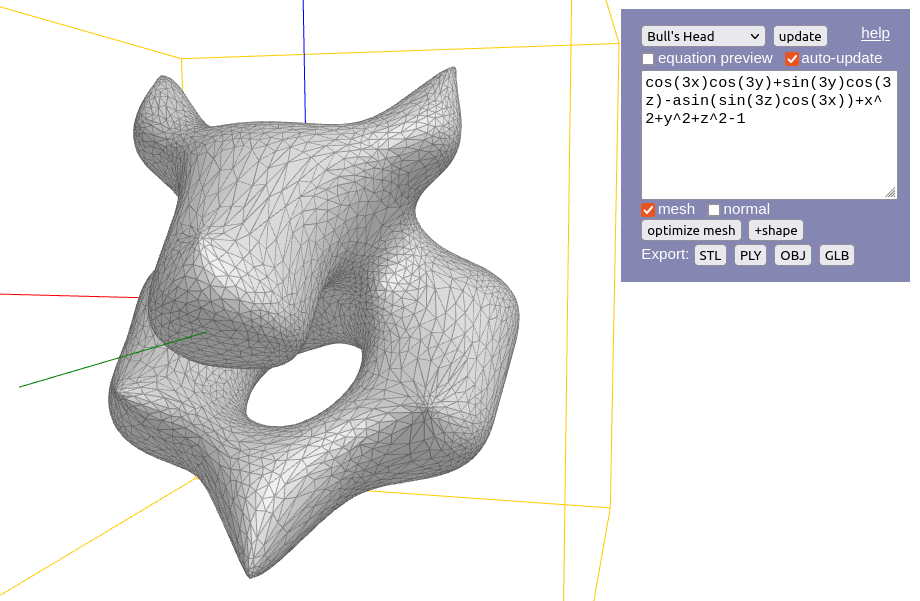 Bull's Head update help
equation preview auto-update
cos(3x)cos(3y)+sin(3y)cos(3
z)-asin(sin(3z)cos(3x))+x^
2+y^2+z^2-1
mesh normal
optimize mesh +shape
Export: STL PLY OBJ GLB